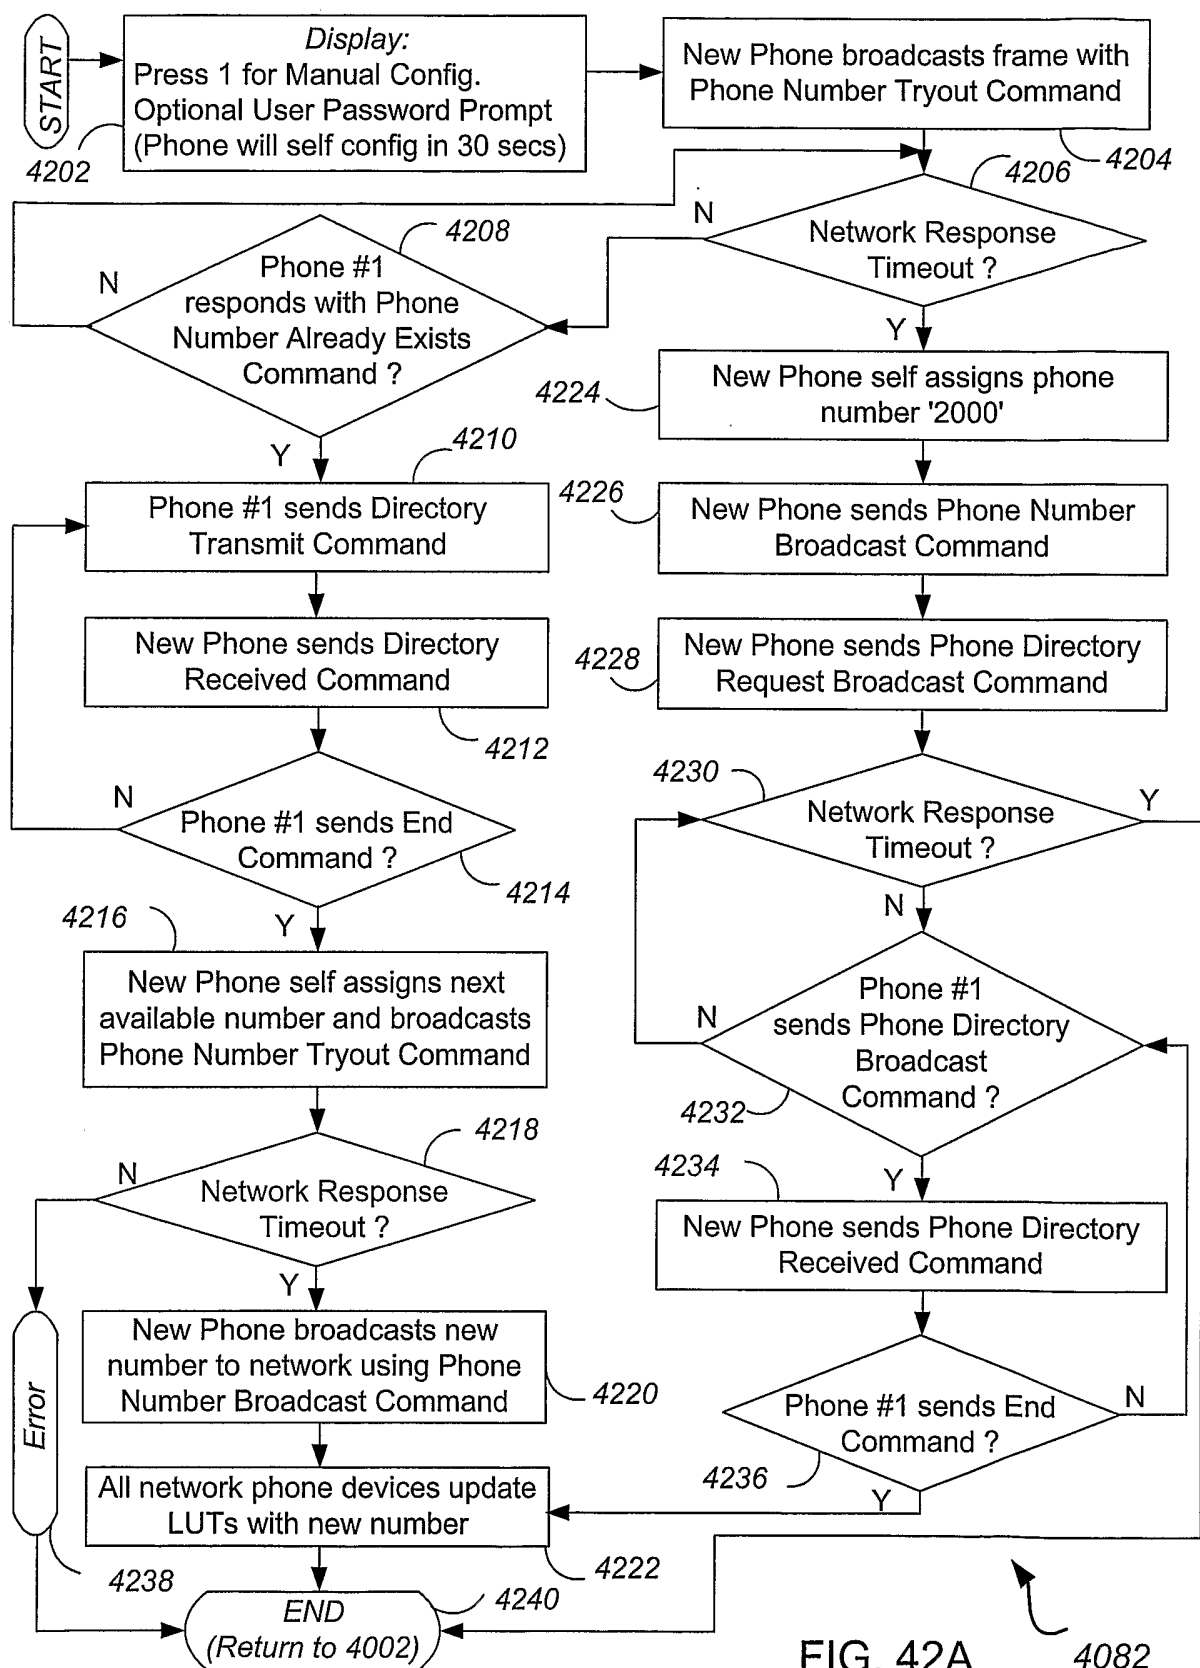 START
Display:
Press 1 for Manual Config.
Optional User Password Prompt
(Phone will self config in 30 secs)
4202
New Phone broadcasts frame with
Phone Number Tryout Command
4204
4206
Network Response
Timeout ?
N
Y
4208
Phone #1
responds with Phone
Number Already Exists
Command ?
N
Y
4210
Phone #1 sends Directory
Transmit Command
New Phone sends Directory
Received Command
4212
Phone #1 sends End
Command ?
N
4214
Y
4216
New Phone self assigns next
available number and broadcasts
Phone Number Tryout Command
4218
N
Network Response
Timeout ?
Y
New Phone broadcasts new
number to network using Phone
Number Broadcast Command
4220
Error
4238
All network phone devices update
LUTs with new number
4222
4240
END
(Return to 4002)
4224
New Phone self assigns phone
number '2000'
4226
New Phone sends Phone Number
Broadcast Command
4228
New Phone sends Phone Directory
Request Broadcast Command
4230
Network Response
Timeout ?
Y
N
Phone #1
sends Phone Directory
Broadcast
Command ?
N
4232
Y
4234
New Phone sends Phone Directory
Received Command
Phone #1 sends End
Command ?
N
4236
Y
FIG. 42A
4082